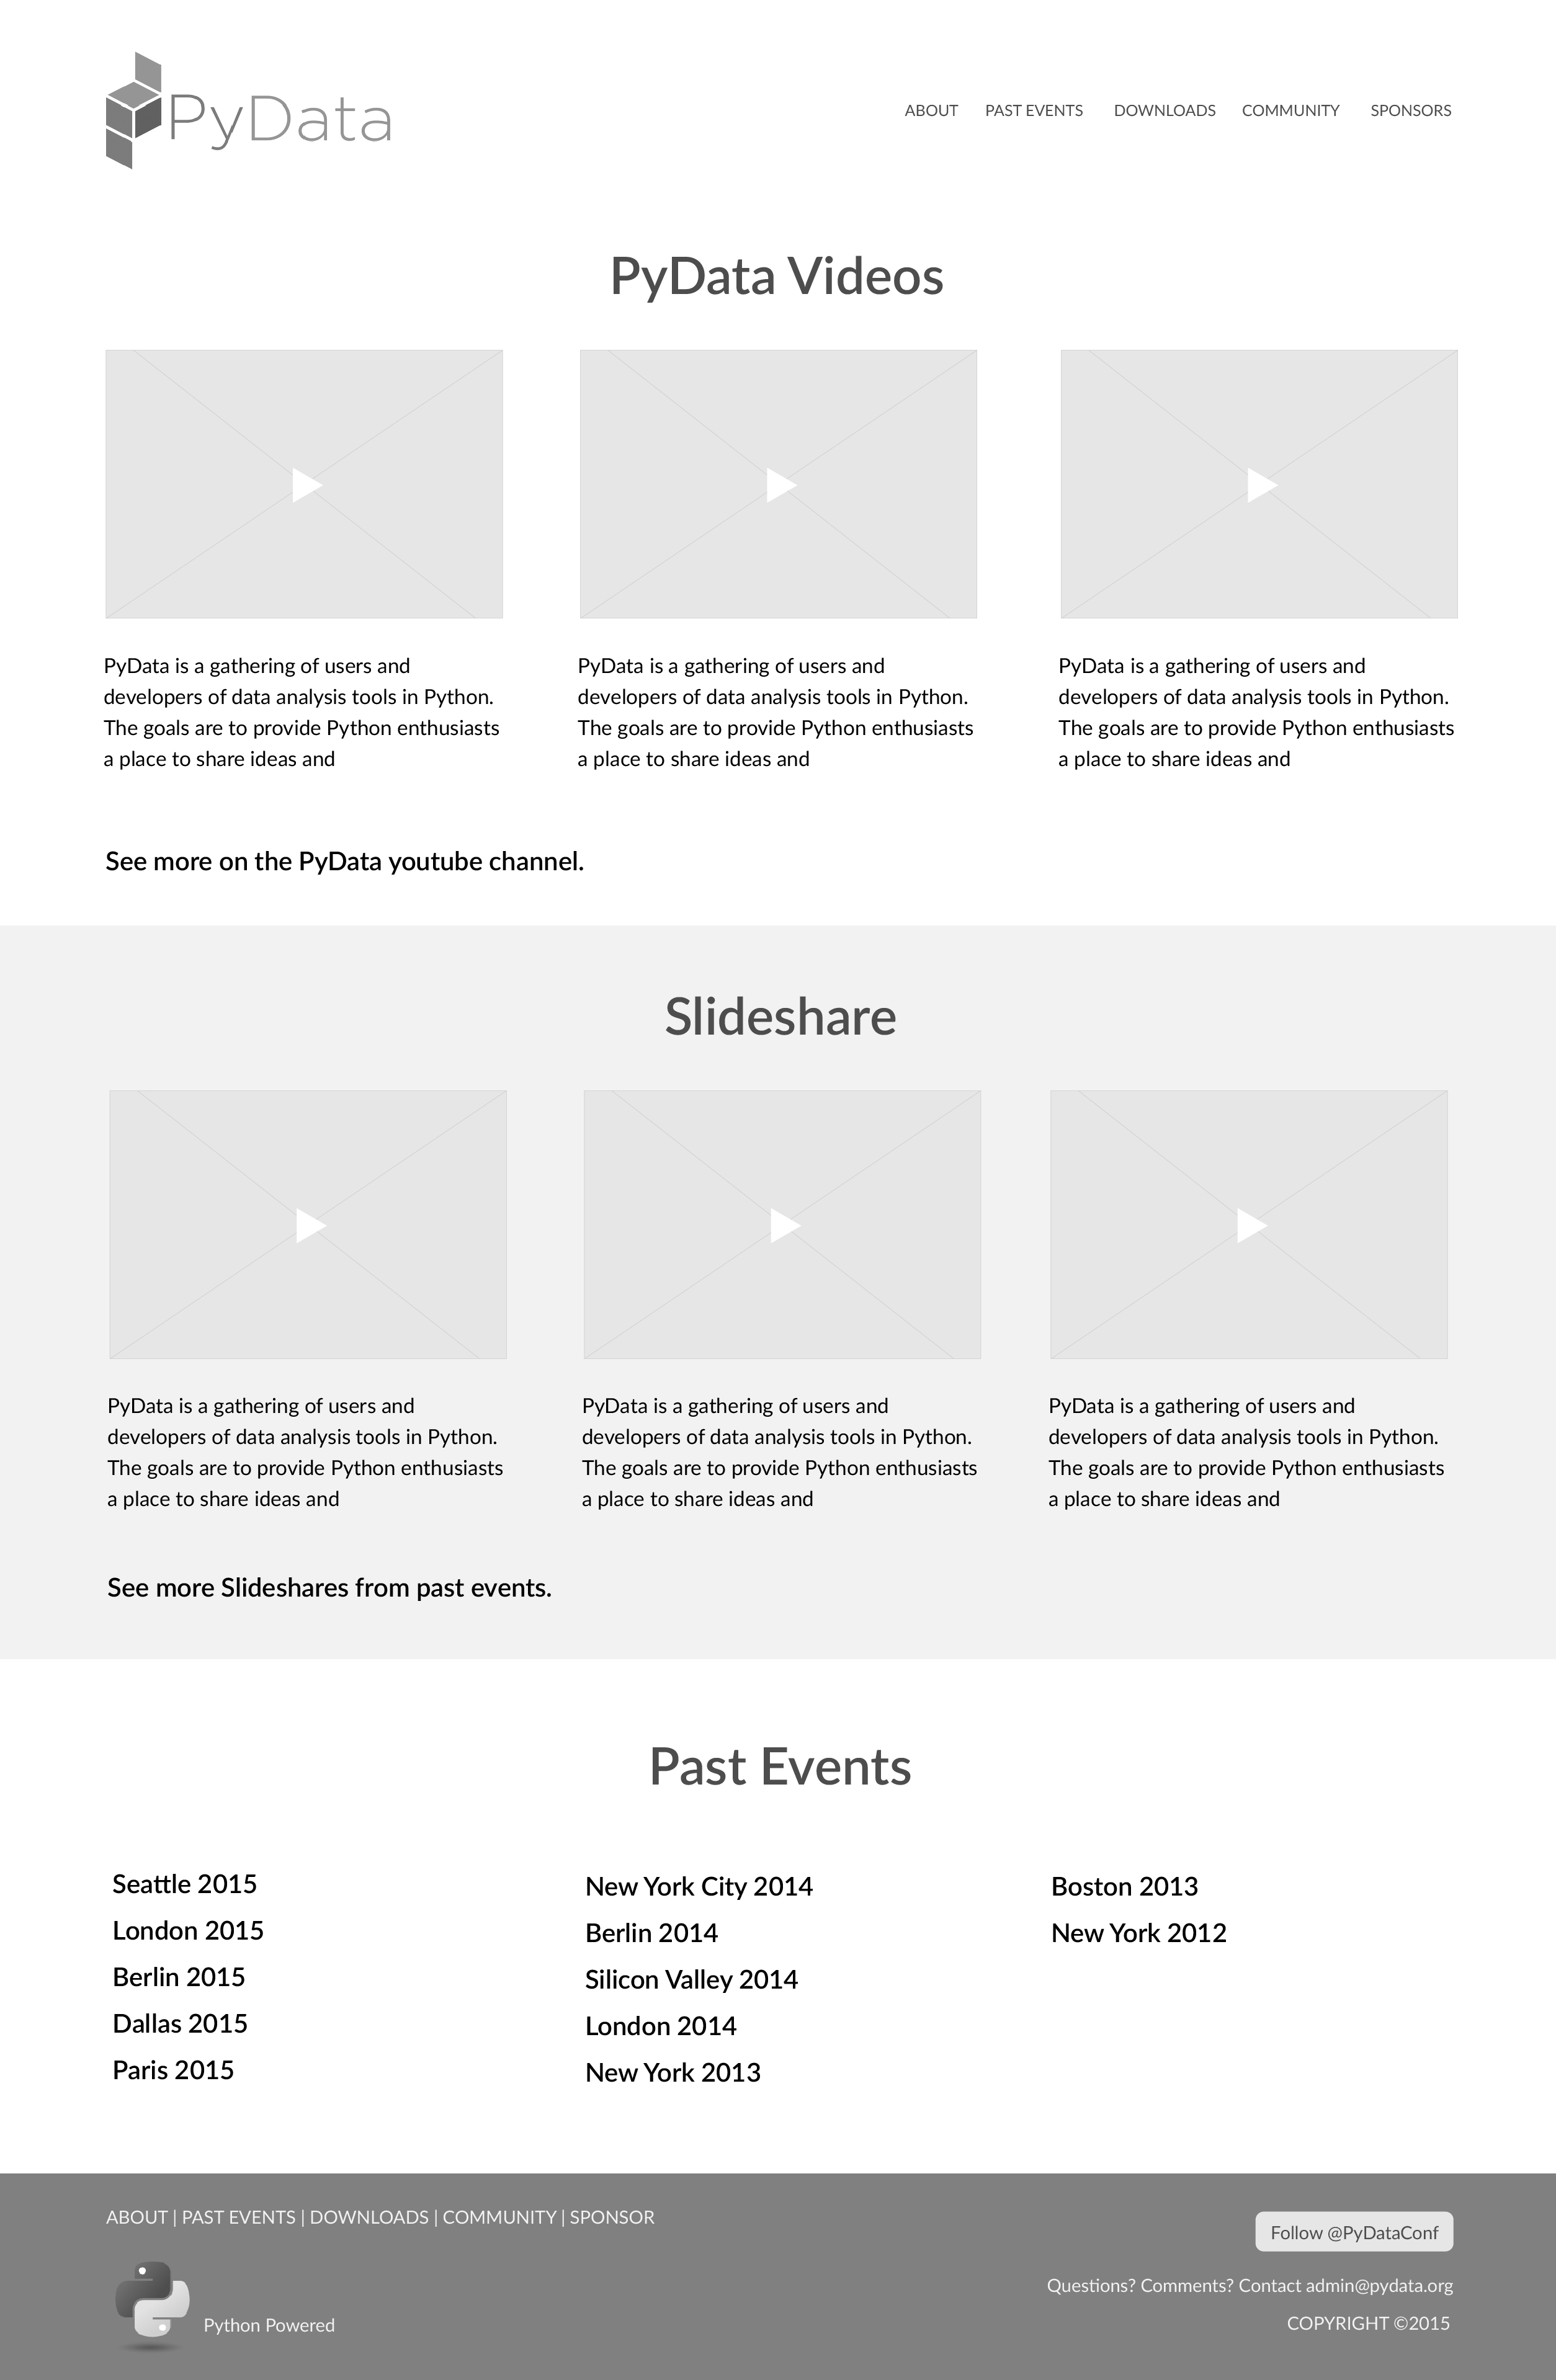 PyData
ABOUT PAST EVENTS DOWNLOADS COMMUNITY SPONSORS
PyData Videos
PyData is a gathering of users and
developers of data analysis tools in Python.
The goals are to provide Python enthusiasts
a place to share ideas and
PyData is a gathering of users and
developers of data analysis tools in Python.
The goals are to provide Python enthusiasts
a place to share ideas and
PyData is a gathering of users and
developers of data analysis tools in Python.
The goals are to provide Python enthusiasts
a place to share ideas and
See more on the PyData youtube channel.
Slideshare
PyData is a gathering of users and
developers of data analysis tools in Python.
The goals are to provide Python enthusiasts
a place to share ideas and
PyData is a gathering of users and
developers of data analysis tools in Python.
The goals are to provide Python enthusiasts
a place to share ideas and
PyData is a gathering of users and
developers of data analysis tools in Python.
The goals are to provide Python enthusiasts
a place to share ideas and
See more Slideshares from past events.
Past Events
Seattle 2015
London 2015
Berlin 2015
Dallas 2015
Paris 2015
New York City 2014
Berlin 2014
Silicon Valley 2014
London 2014
New York 2013
Boston 2013
New York 2012
ABOUT | PAST EVENTS | DOWNLOADS | COMMUNITY | SPONSOR
Python Powered
Follow @PyDataConf
Questions? Comments? Contact admin@pydata.org
COPYRIGHT ©2015